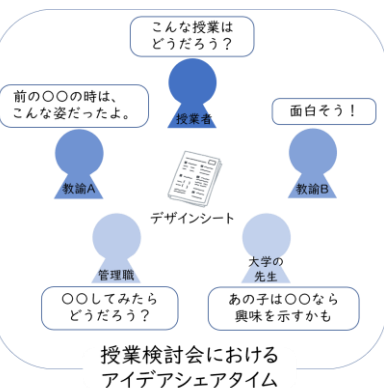 こんな授業は
どうだろう？
授業者
前の〇〇の時は、
こんな姿だったよ。
教諭A
面白そう！
教諭B
デザインシート
管理職
〇〇してみたら
どうだろう？
大学の
先生
あの子は〇〇なら
興味を示すかも
授業検討会における
アイデアシェアタイム